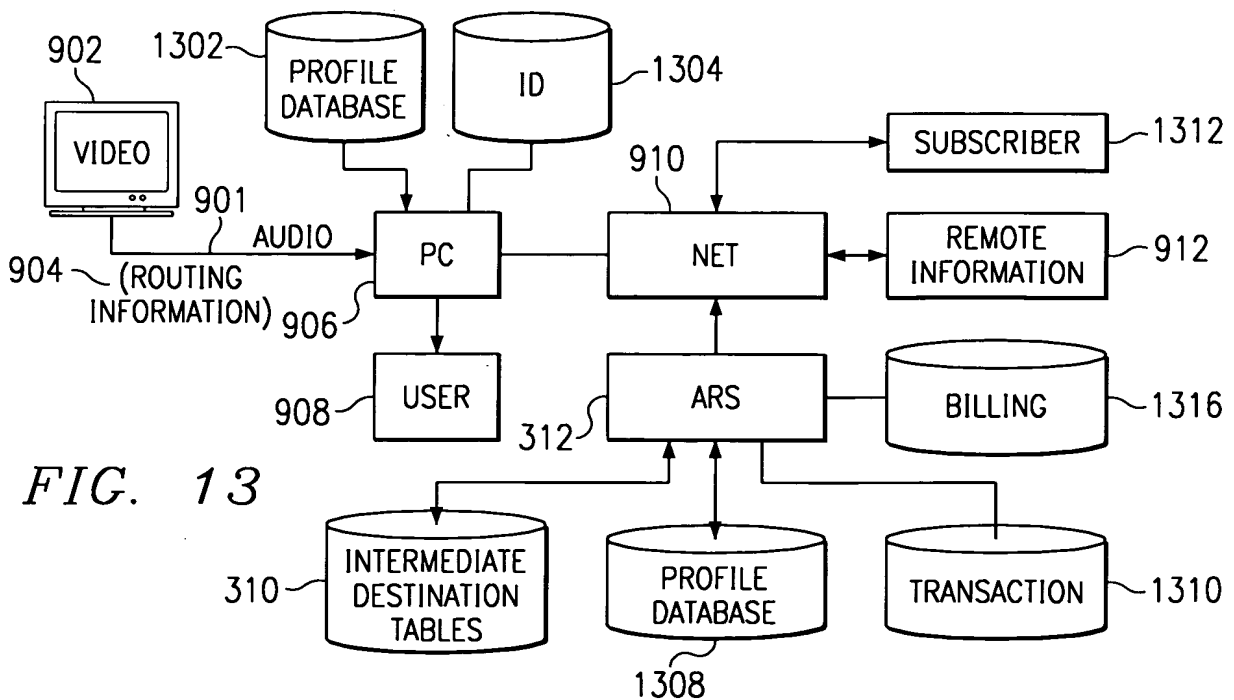 902
1302
PROFILE
DATABASE
ID
1304
VIDEO
910
SUBSCRIBER
1312
901
AUDIO
904
(ROUTING
INFORMATION)
906
PC
NET
REMOTE
INFORMATION
912
908
USER
312
ARS
BILLING
1316
FIG. 13
310
INTERMEDIATE
DESTINATION
TABLES
PROFILE
DATABASE
1308
TRANSACTION
1310